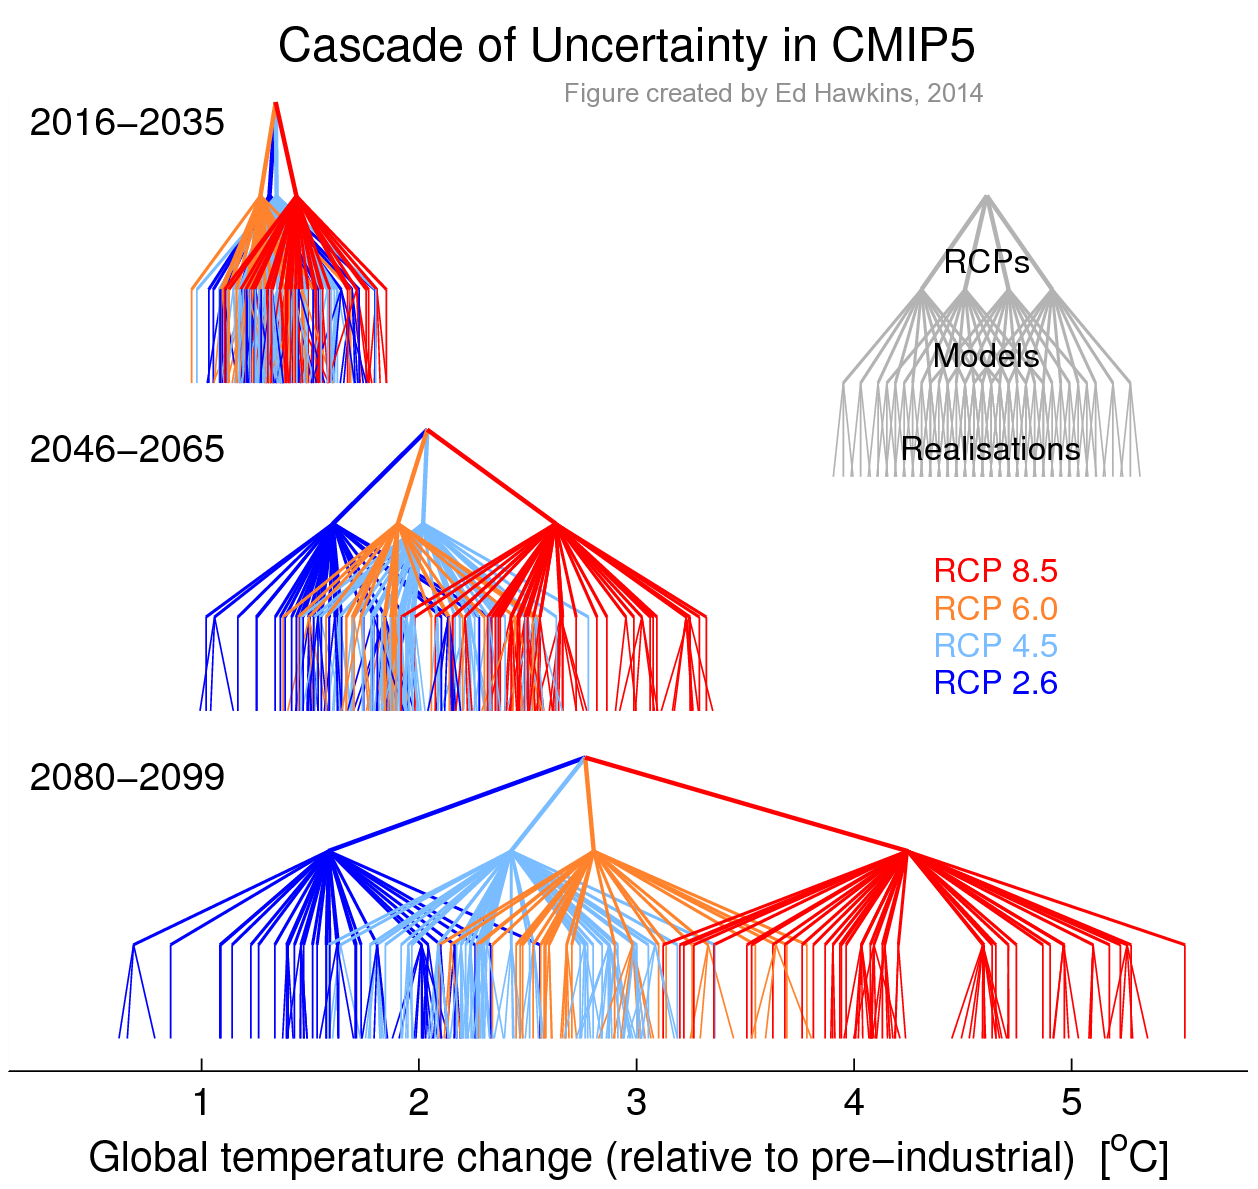 Cascade of Uncertainty in CMIP5
Figure created by Ed Hawkins, 2014
2016−2035
RCPs
Models
Realisations
2046−2065
RCP 8.5
RCP 6.0
RCP 4.5
RCP 2.6
2080−2099
1 2 3 4 5
Global temperature change (relative to pre−industrial) [°C]